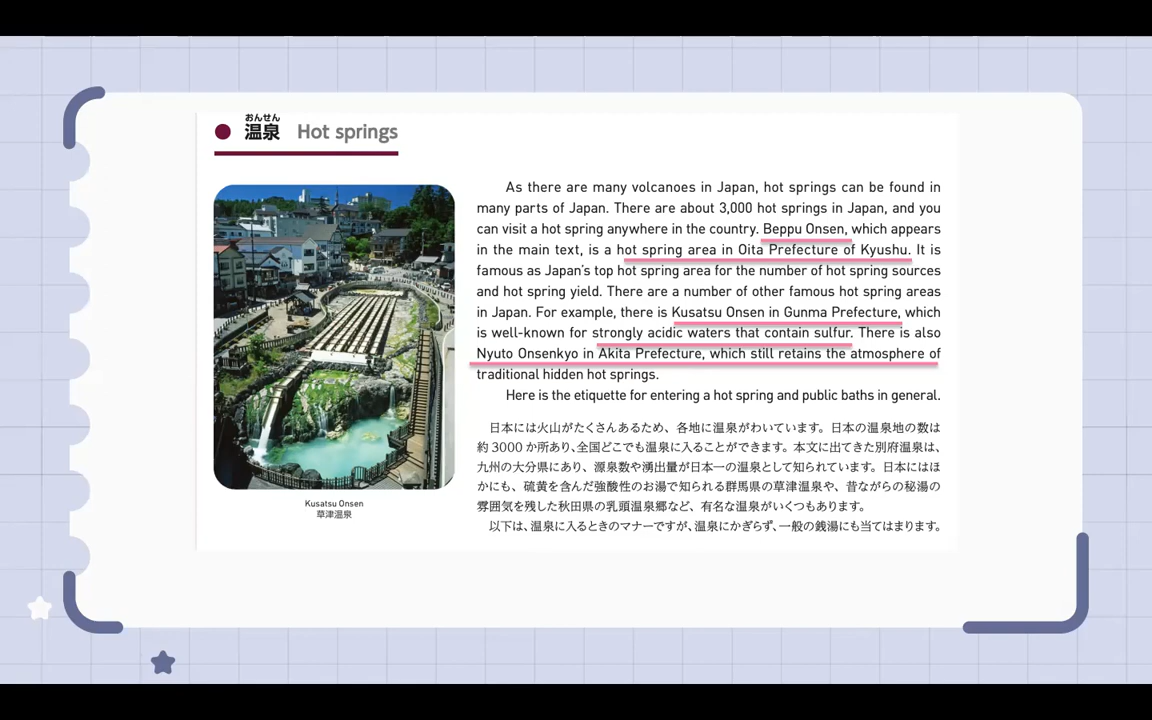 おんせん
温泉 Hot springs
As there are many volcanoes in Japan, hot springs can be found in
many parts of Japan. There are about 3,000 hot springs in Japan, and you
can visit a hot spring anywhere in the country. Beppu Onsen, which appears
in the main text, is a hot spring area in Oita Prefecture of Kyushu. It is
famous as Japan's top hot spring area for the number of hot spring sources
and hot spring yield. There are a number of other famous hot spring areas
in Japan. For example, there is Kusatsu Onsen in Gunma Prefecture, which
is well-known for strongly acidic waters that contain sulfur. There is also
Nyuto Onsenkyo in Akita Prefecture, which still retains the atmosphere of
traditional hidden hot springs.
Here is the etiquette for entering a hot spring and public baths in general.
日本には火山がたくさんあるため、各地に温泉がわいています。日本の温泉地の数は
約3000か所あり、全国どこでも温泉に入ることができます。本文に出てきた別府温泉は、
九州の大分県にあり、源泉数や湧出量が日本一の温泉として知られています。日本にはほ
かにも、硫黄を含んだ強酸性のお湯で知られる群馬県の草津温泉や、昔ながらの秘湯の
雰囲気を残した秋田県の乳頭温泉郷など、有名な温泉がいくつもあります。
以下は、温泉に入るときのマナーですが、温泉にかぎらず、一般の銭湯にも当てはまります。
Kusatsu Onsen
草津温泉